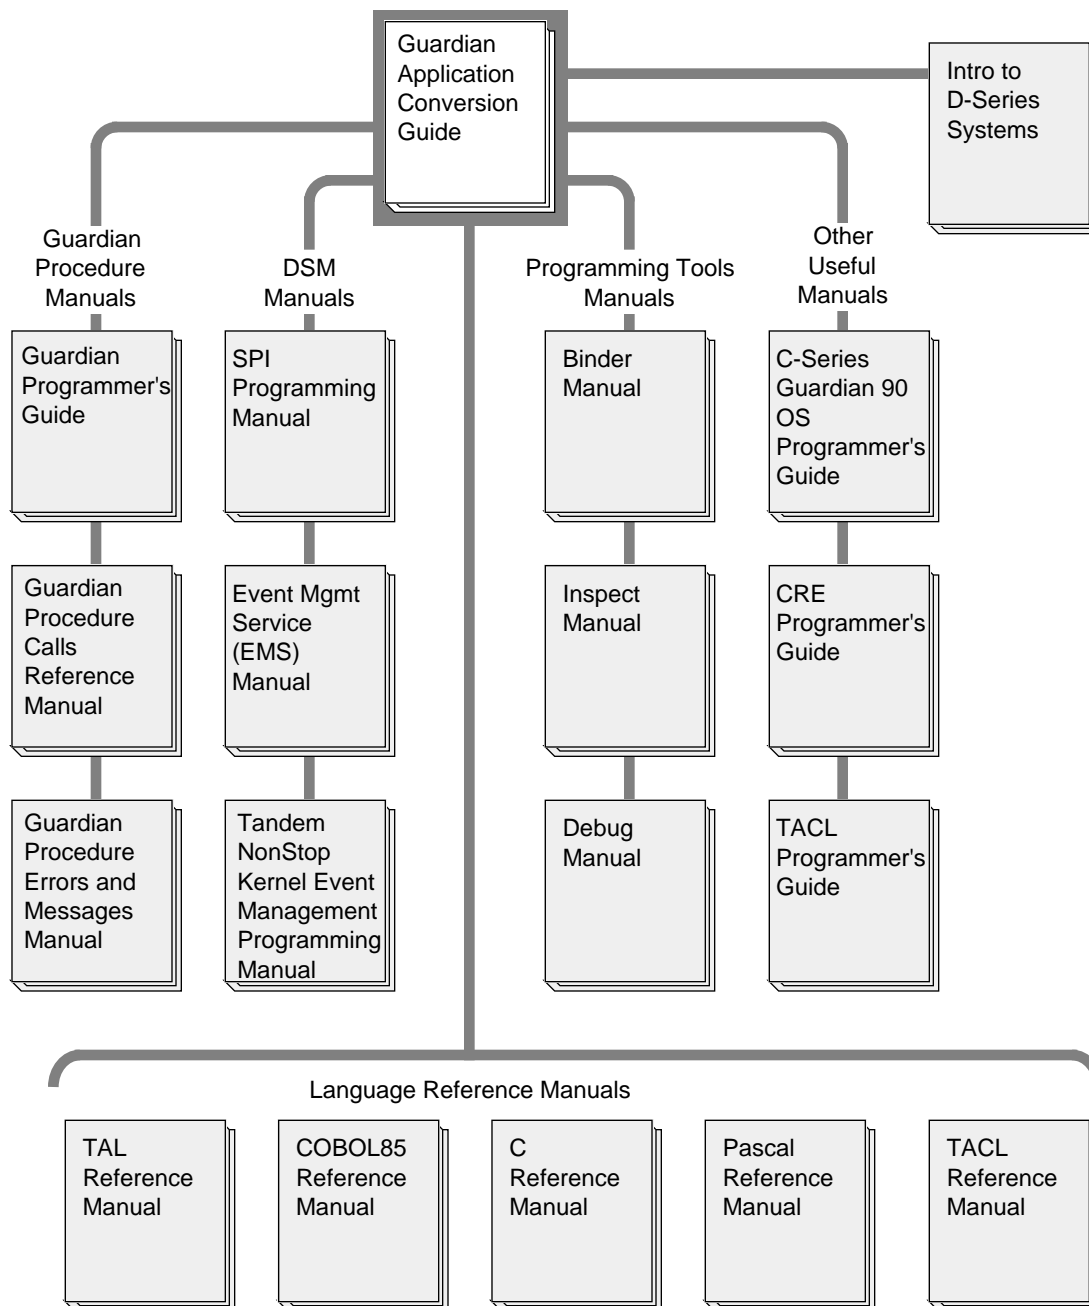 Guardian
Application
Conversion
Guide
Intro to
D-Series
Systems
Guardian
Procedure
Manuals
DSM
Manuals
Programming Tools
Manuals
Other
Useful
Manuals
Guardian
Programmer's
Guide
SPI
Programming
Manual
Binder
Manual
C-Series
Guardian 90
OS
Programmer's
Guide
Guardian
Procedure
Calls
Reference
Manual
Event Mgmt
Service
(EMS)
Manual
Inspect
Manual
CRE
Programmer's
Guide
Guardian
Procedure
Errors and
Messages
Manual
Tandem
NonStop
Kernel Event
Management
Programming
Manual
Debug
Manual
TACL
Programmer's
Guide
Language Reference Manuals
TAL
Reference
Manual
COBOL85
Reference
Manual
C
Reference
Manual
Pascal
Reference
Manual
TACL
Reference
Manual